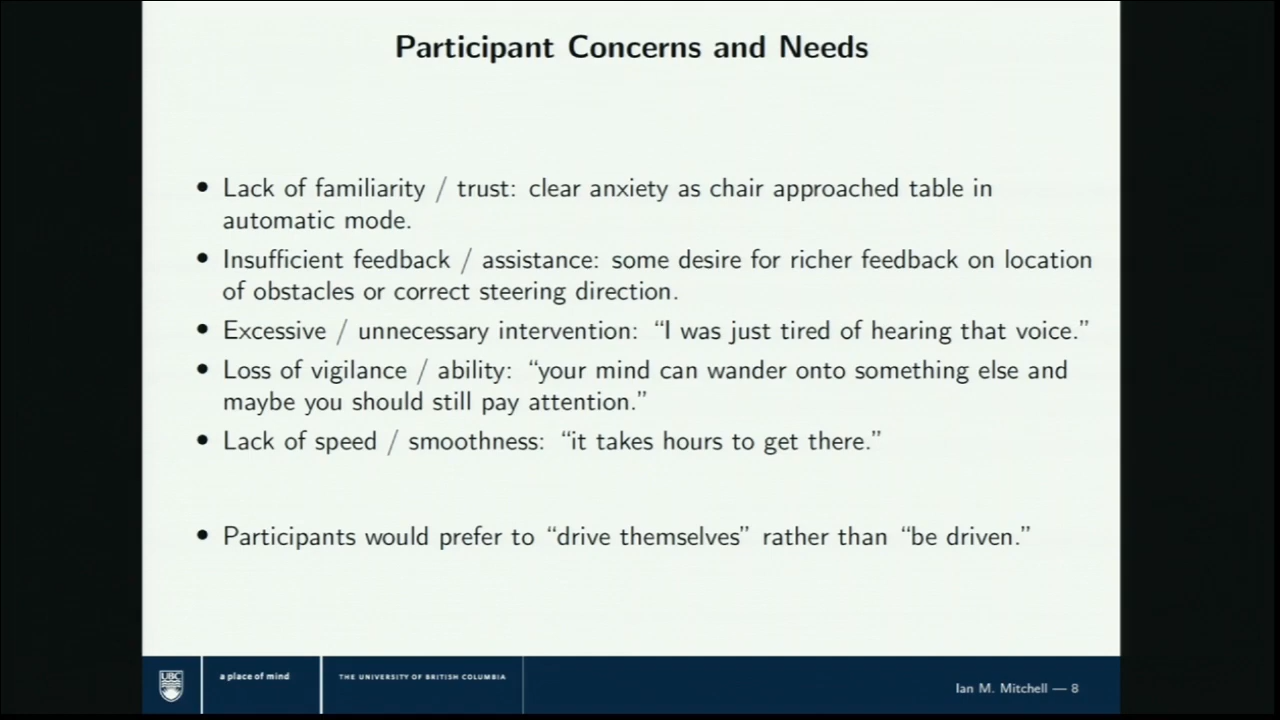 Participant Concerns and Needs
• Lack of familiarity / trust: clear anxiety as chair approached table in
automatic mode.
• Insufficient feedback / assistance: some desire for richer feedback on location
of obstacles or correct steering direction.
• Excessive / unnecessary intervention: “I was just tired of hearing that voice.”
• Loss of vigilance / ability: “your mind can wander onto something else and
maybe you should still pay attention.”
• Lack of speed / smoothness: “it takes hours to get there.”
• Participants would prefer to “drive themselves” rather than “be driven.”
UBC
a place of mind
THE UNIVERSITY OF BRITISH COLUMBIA
Ian M. Mitchell — 8